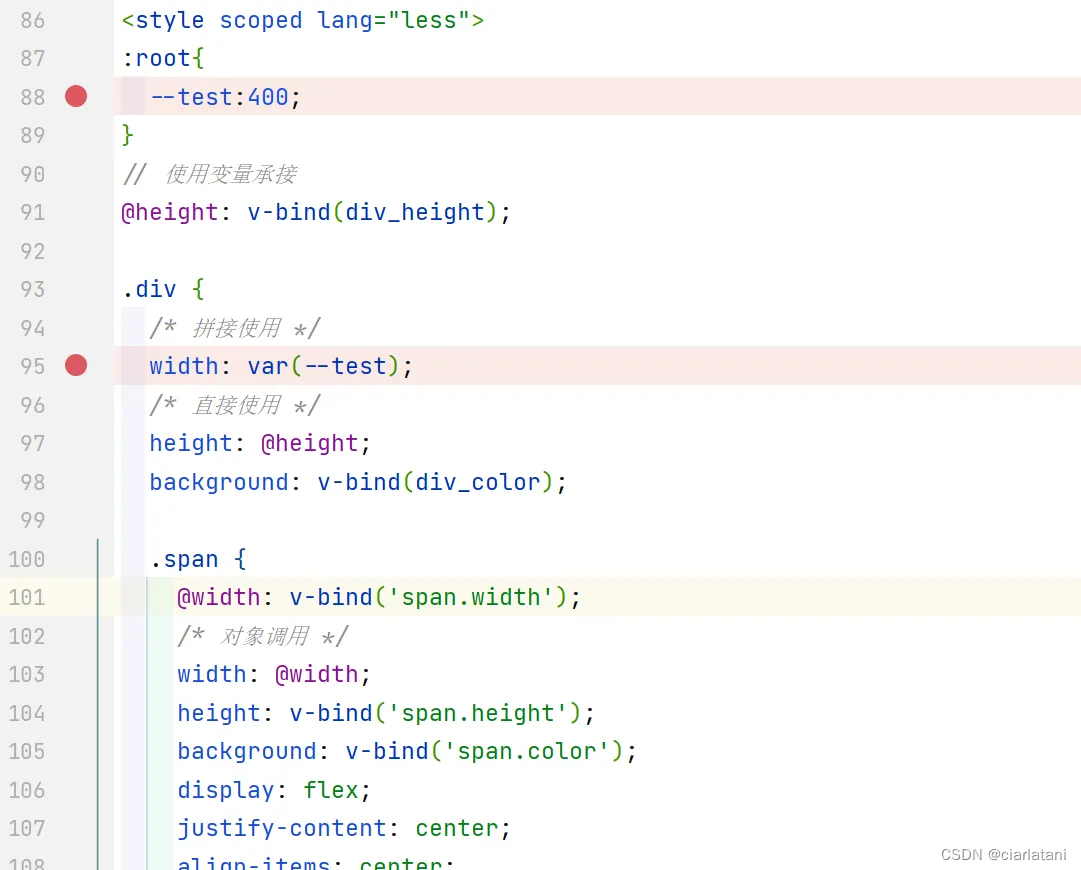 86 <style scoped lang="less">
87 :root{
88 --test:400;
89 }
90 // 使用变量承接
91 @height: v-bind(div_height);
92
93 .div {
94 /* 拼接使用 */
95 width: var(--test);
96 /* 直接使用 */
97 height: @height;
98 background: v-bind(div_color);
99
100 .span {
101 @width: v-bind('span.width');
102 /* 对象调用 */
103 width: @width;
104 height: v-bind('span.height');
105 background: v-bind('span.color');
106 display: flex;
107 justify-content: center;
108 align-items: center;
CSDN @ciarlatani